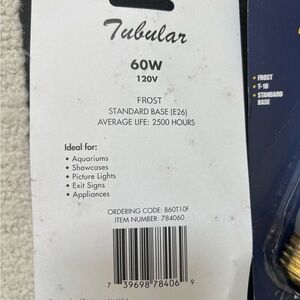 Tubular
60W
120V
FROST
STANDARD BASE (E26)
AVERAGE LIFE: 2500 HOURS
Ideal for:
• Aquariums
• Showcases
• Picture Lights
• Exit Signs
• Appliances
ORDERING CODE: B60T10F
ITEM NUMBER: 784060
7 39698 78406 9
• FROST
• T-10
• STANDARD
BASE